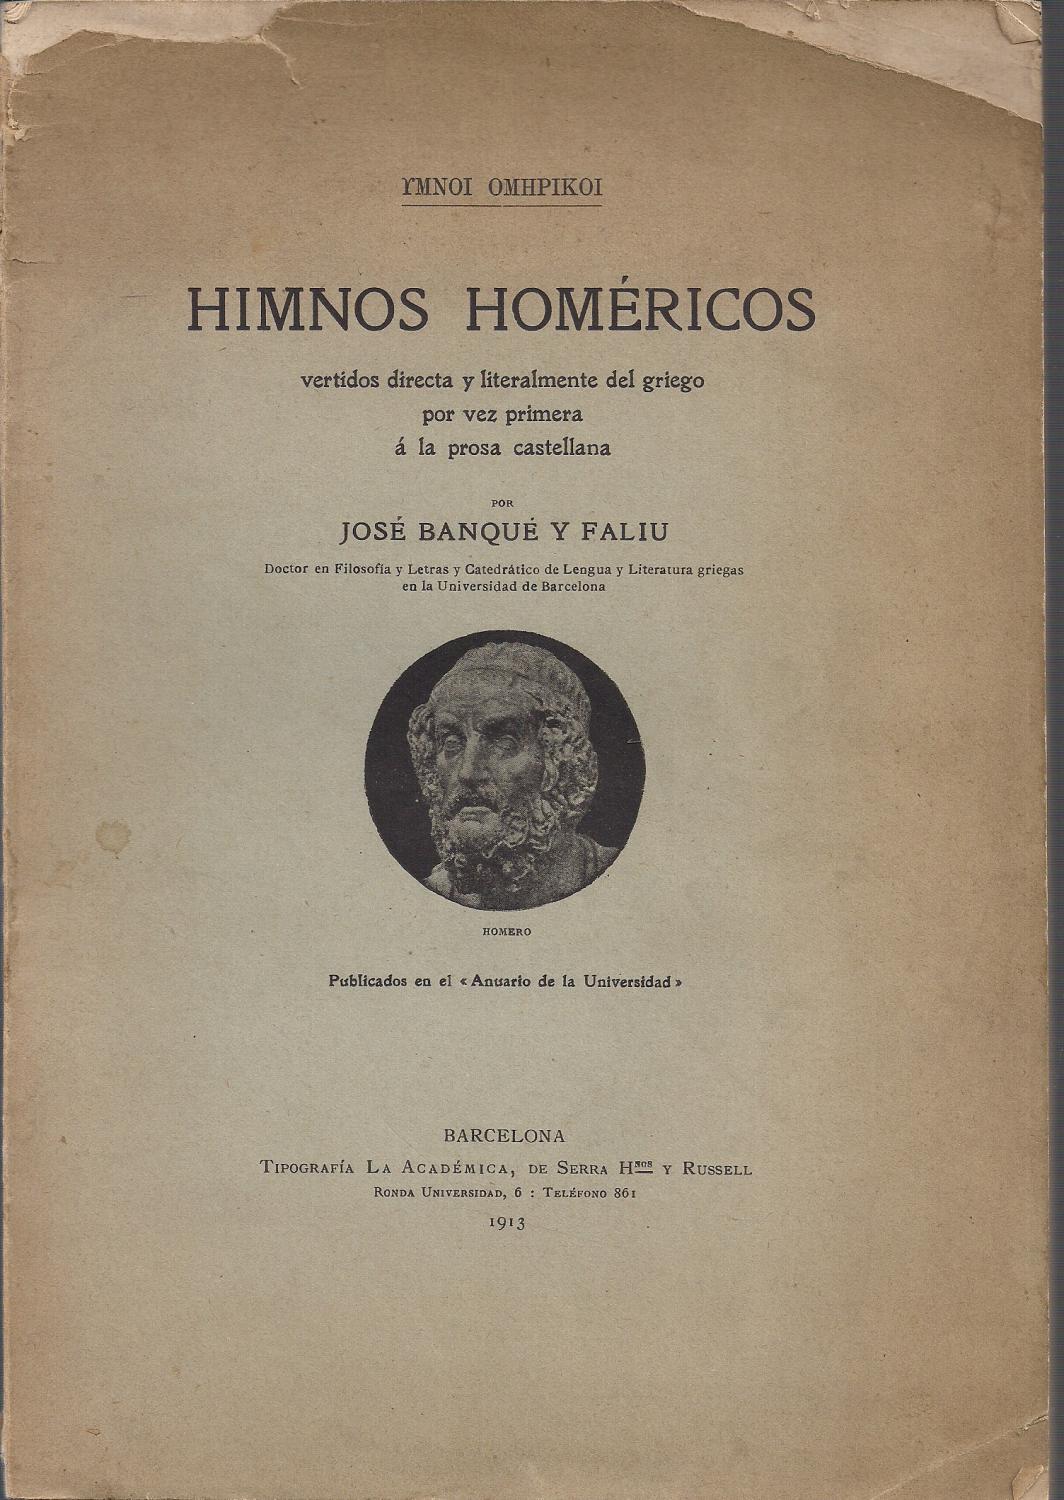 ΥΜΝΟΙ ΟΜΗΡΙΚΟΙ
HIMNOS HOMÉRICOS
vertidos directa y literalmente del griego
por vez primera
á la prosa castellana
POR
JOSÉ BANQUÉ Y FALIU
Doctor en Filosofía y Letras y Catedrático de Lengua y Literatura griegas
en la Universidad de Barcelona
HOMERO
Publicados en el «Anuario de la Universidad»
BARCELONA
TIPOGRAFÍA LA ACADÉMICA, DE SERRA Hnos Y RUSSELL
RONDA UNIVERSIDAD, 6 : TELÉFONO 861
1913